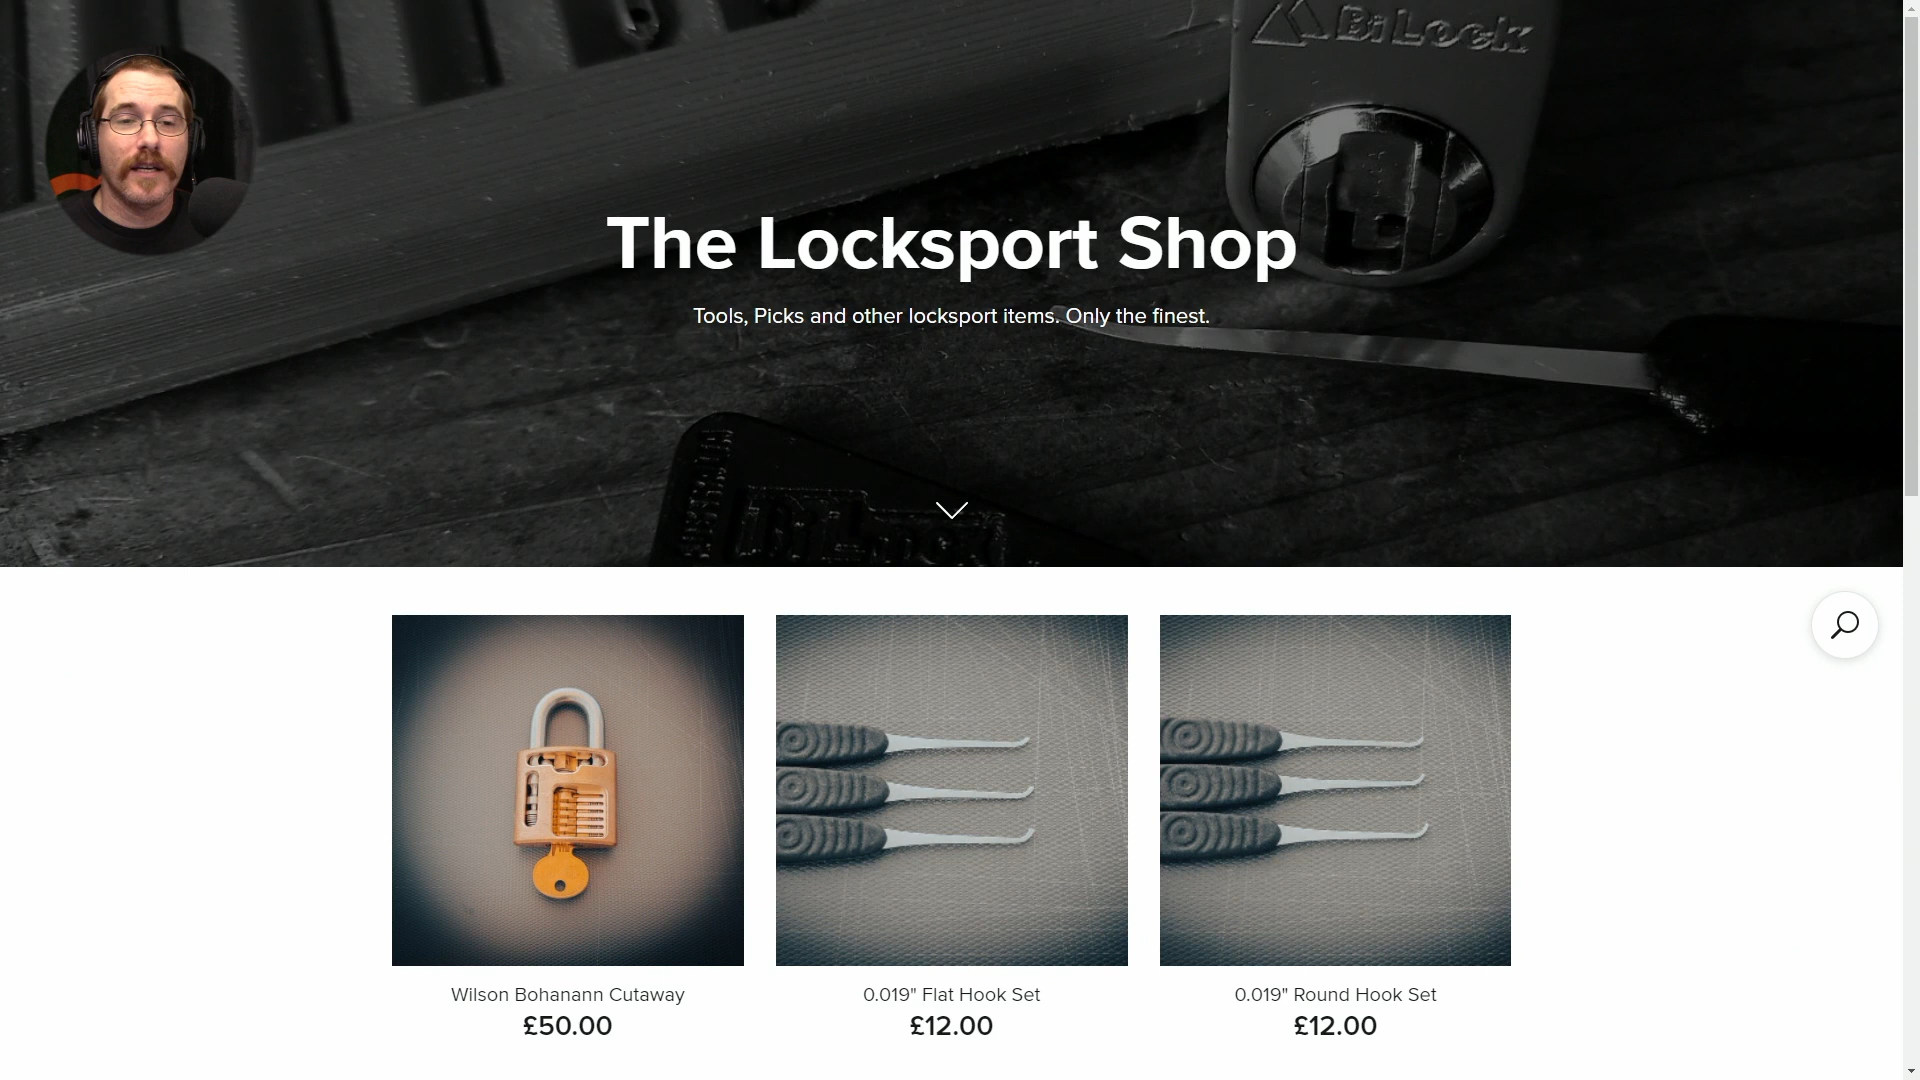 BiLock
The Locksport Shop
Tools, Picks and other locksport items. Only the finest.
Wilson Bohanann Cutaway
£50.00
0.019" Flat Hook Set
£12.00
0.019" Round Hook Set
£12.00